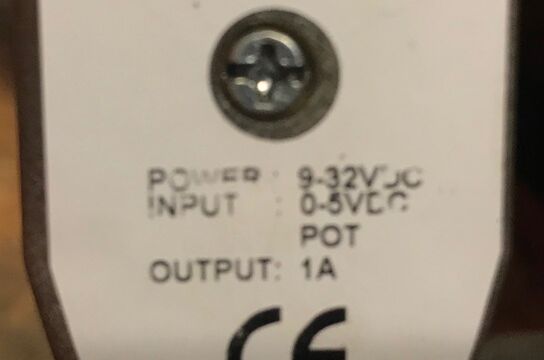 POWER : 9-32VDC
INPUT : 0-5VDC
POT
OUTPUT: 1A
CE